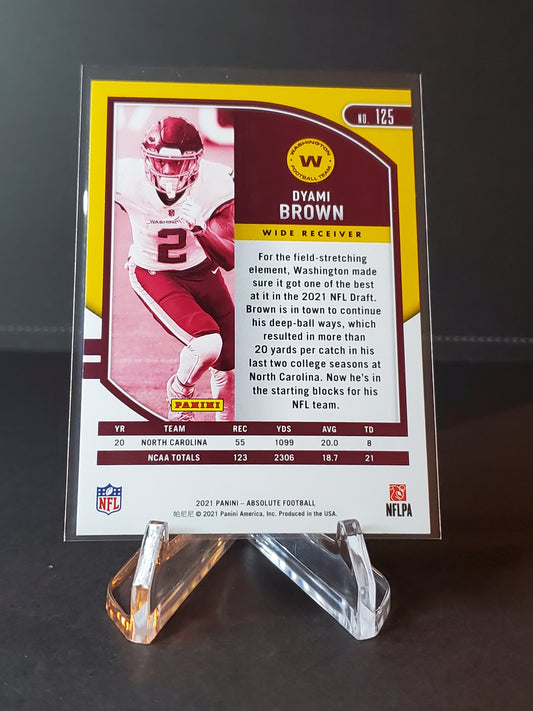 NO. 125
WASHINGTON
W
FOOTBALL TEAM
DYAMI
BROWN
WIDE RECEIVER
WASHINGTON
2
For the field-stretching
element, Washington made
sure it got one of the best
at it in the 2021 NFL Draft.
Brown is in town to continue
his deep-ball ways, which
resulted in more than
20 yards per catch in his
last two college seasons at
North Carolina. Now he's in
the starting blocks for his
NFL team.
PANINI
YR TEAM REC YDS AVG TD
20 NORTH CAROLINA 55 1099 20.0 8
NCAA TOTALS 123 2306 18.7 21
NFL
2021 PANINI – ABSOLUTE FOOTBALL
帕尼尼 © 2021 Panini America, Inc. Produced in the USA.
NFLPA